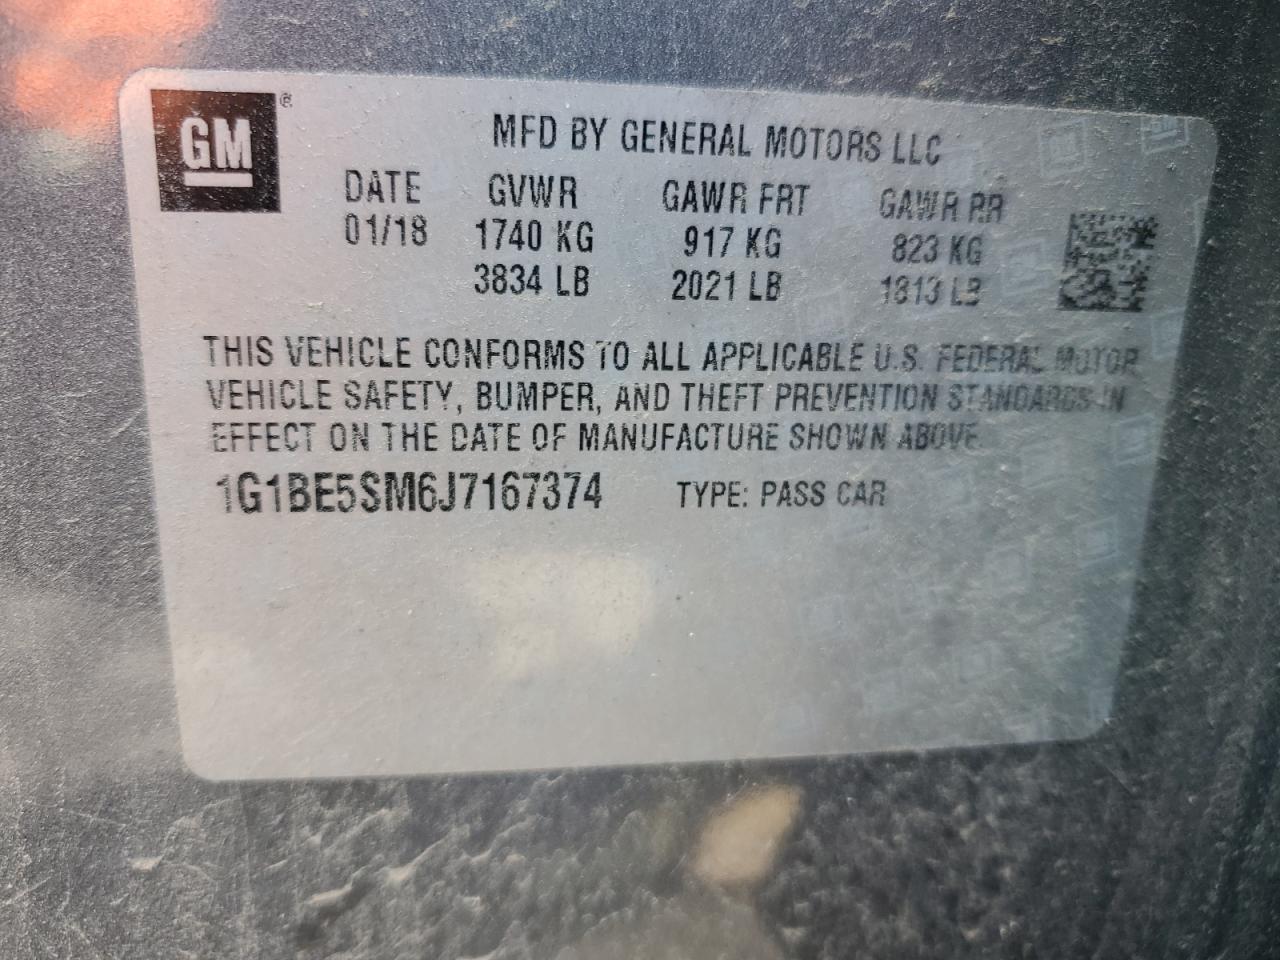 GM ®
MFD BY GENERAL MOTORS LLC
DATE GVWR GAWR FRT GAWR RR
01/18 1740 KG 917 KG 823 KG
3834 LB 2021 LB 1813 LB
THIS VEHICLE CONFORMS TO ALL APPLICABLE U.S. FEDERAL MOTOR
VEHICLE SAFETY, BUMPER, AND THEFT PREVENTION STANDARDS IN
EFFECT ON THE DATE OF MANUFACTURE SHOWN ABOVE.
1G1BE5SM6J7167374 TYPE: PASS CAR